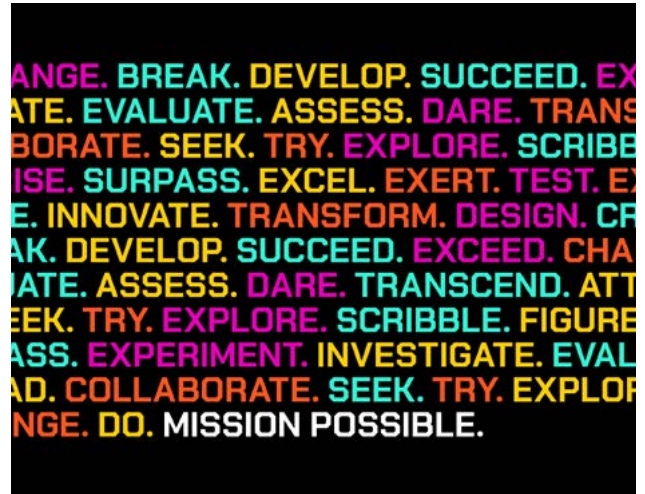 ANGE. BREAK. DEVELOP. SUCCEED. EX
ATE. EVALUATE. ASSESS. DARE. TRANS
BORATE. SEEK. TRY. EXPLORE. SCRIBB
ISE. SURPASS. EXCEL. EXERT. TEST. EX
E. INNOVATE. TRANSFORM. DESIGN. CR
AK. DEVELOP. SUCCEED. EXCEED. CHA
UATE. ASSESS. DARE. TRANSCEND. ATT
EEK. TRY. EXPLORE. SCRIBBLE. FIGURE
ASS. EXPERIMENT. INVESTIGATE. EVAL
AD. COLLABORATE. SEEK. TRY. EXPLOR
NGE. DO. MISSION POSSIBLE.